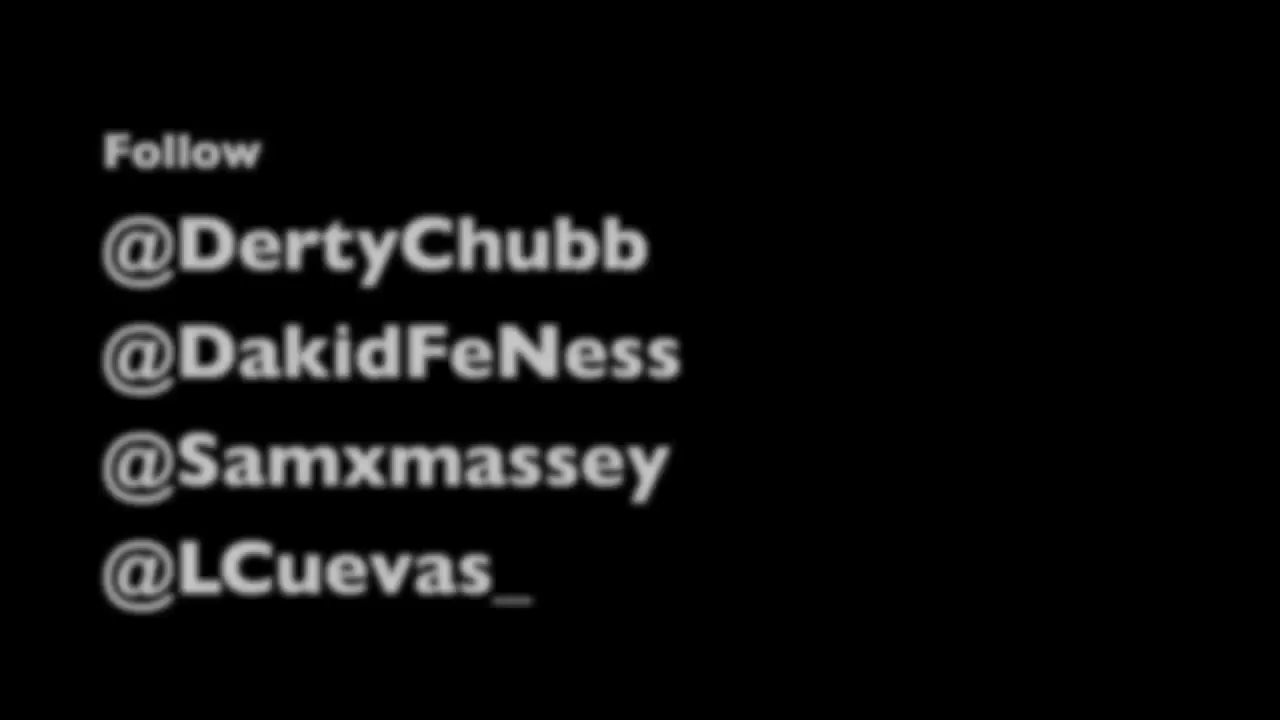 Follow
@DertyChubb
@DakidFeNess
@Samxmassey
@LCuevas_